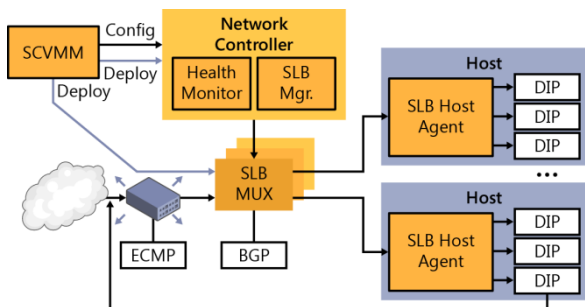 Config
SCVMM
Deploy
Deploy
Network
Controller
Health
Monitor
SLB
Mgr.
Host
SLB Host
Agent
DIP
DIP
DIP
...
SLB
MUX
ECMP
BGP
Host
SLB Host
Agent
DIP
DIP
DIP